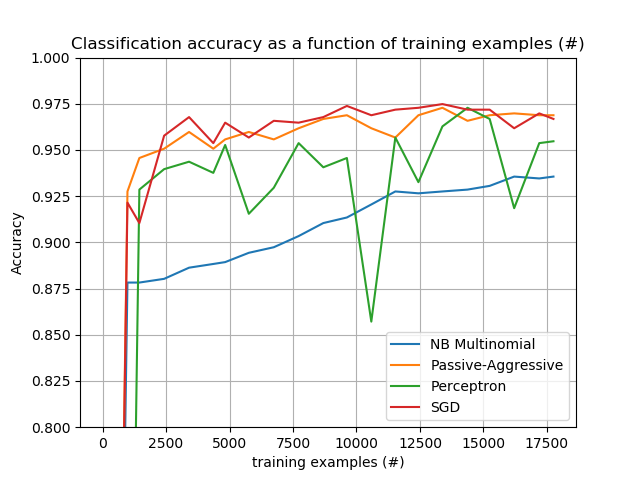 Classification accuracy as a function of training examples (#)
1.000
0.975
0.950
0.925
0.900
0.875
0.850
0.825
0.800
Accuracy
NB Multinomial
Passive-Aggressive
Perceptron
SGD
0 2500 5000 7500 10000 12500 15000 17500
training examples (#)